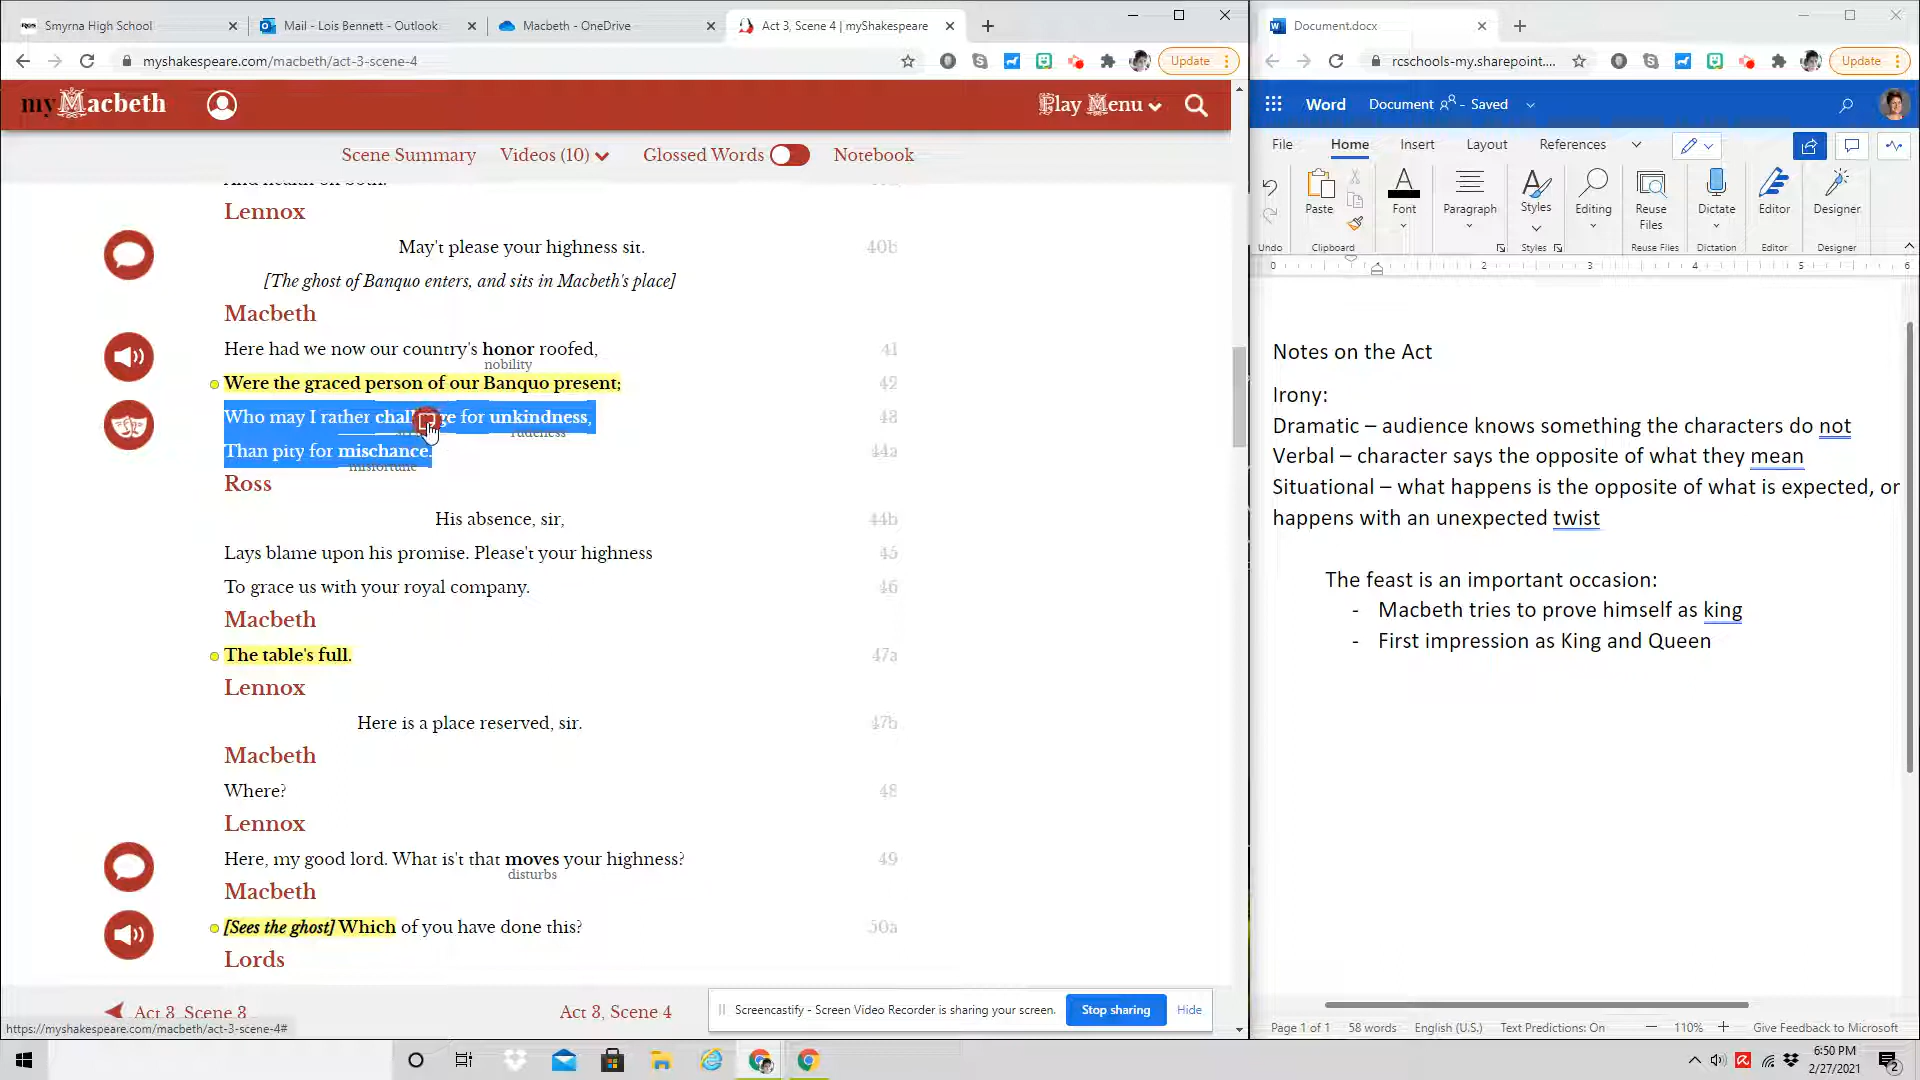 Smyrna High School
Mail - Lois Bennett - Outlook
Macbeth - OneDrive
Act 3, Scene 4 | myShakespeare
myshakespeare.com/macbeth/act-3-scene-4
Update
myMacbeth
Play Menu
Scene Summary
Videos (10)
Glossed Words
Notebook
Lennox
May't please your highness sit.
40b
[The ghost of Banquo enters, and sits in Macbeth's place]
Macbeth
Here had we now our country's honor roofed,
41
nobility
Were the graced person of our Banquo present;
42
Who may I rather for unkindness,
43
rudeness
Than pity for mischance.
44a
misfortune
Ross
His absence, sir,
44b
Lays blame upon his promise. Please't your highness
45
To grace us with your royal company.
46
Macbeth
The table's full.
47a
Lennox
Here is a place reserved, sir.
47b
Macbeth
Where?
48
Lennox
Here, my good lord. What is't that moves your highness?
49
disturbs
Macbeth
[Sees the ghost] Which of you have done this?
50a
Lords
Act 3, Scene 3
Act 3, Scene 4
https://myshakespeare.com/macbeth/act-3-scene-4#
Screencastify - Screen Video Recorder is sharing your screen.
Stop sharing
Hide
Document.docx
rcschools-my.sharepoint....
Update
Word
Document
- Saved
File
Home
Insert
Layout
References
Undo
Paste
Clipboard
Font
Paragraph
Styles
Styles
Editing
Reuse
Files
Reuse Files
Dictate
Dictation
Editor
Editor
Designer
Designer
0
2
3
4
5
6
Notes on the Act
Irony:
Dramatic – audience knows something the characters do not
Verbal – character says the opposite of what they mean
Situational – what happens is the opposite of what is expected, or
happens with an unexpected twist
The feast is an important occasion:
- Macbeth tries to prove himself as king
- First impression as King and Queen
Page 1 of 1
58 words
English (U.S.)
Text Predictions: On
110%
Give Feedback to Microsoft
6:50 PM
2/27/2021
2